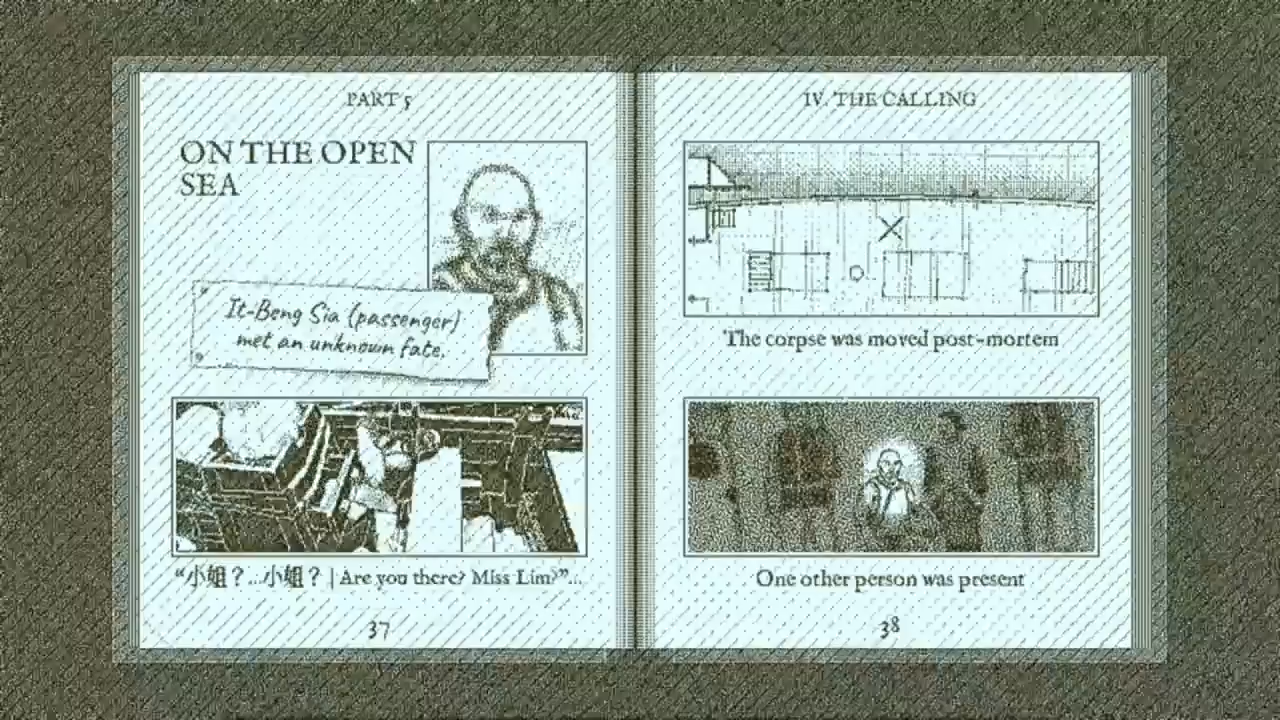 PART 5
ON THE OPEN
SEA
It-Beng Sia (passenger)
met an unknown fate.
"小姐？...小姐？ | Are you there? Miss Lim?"...
37
IV. THE CALLING
The corpse was moved post-mortem
One other person was present
38